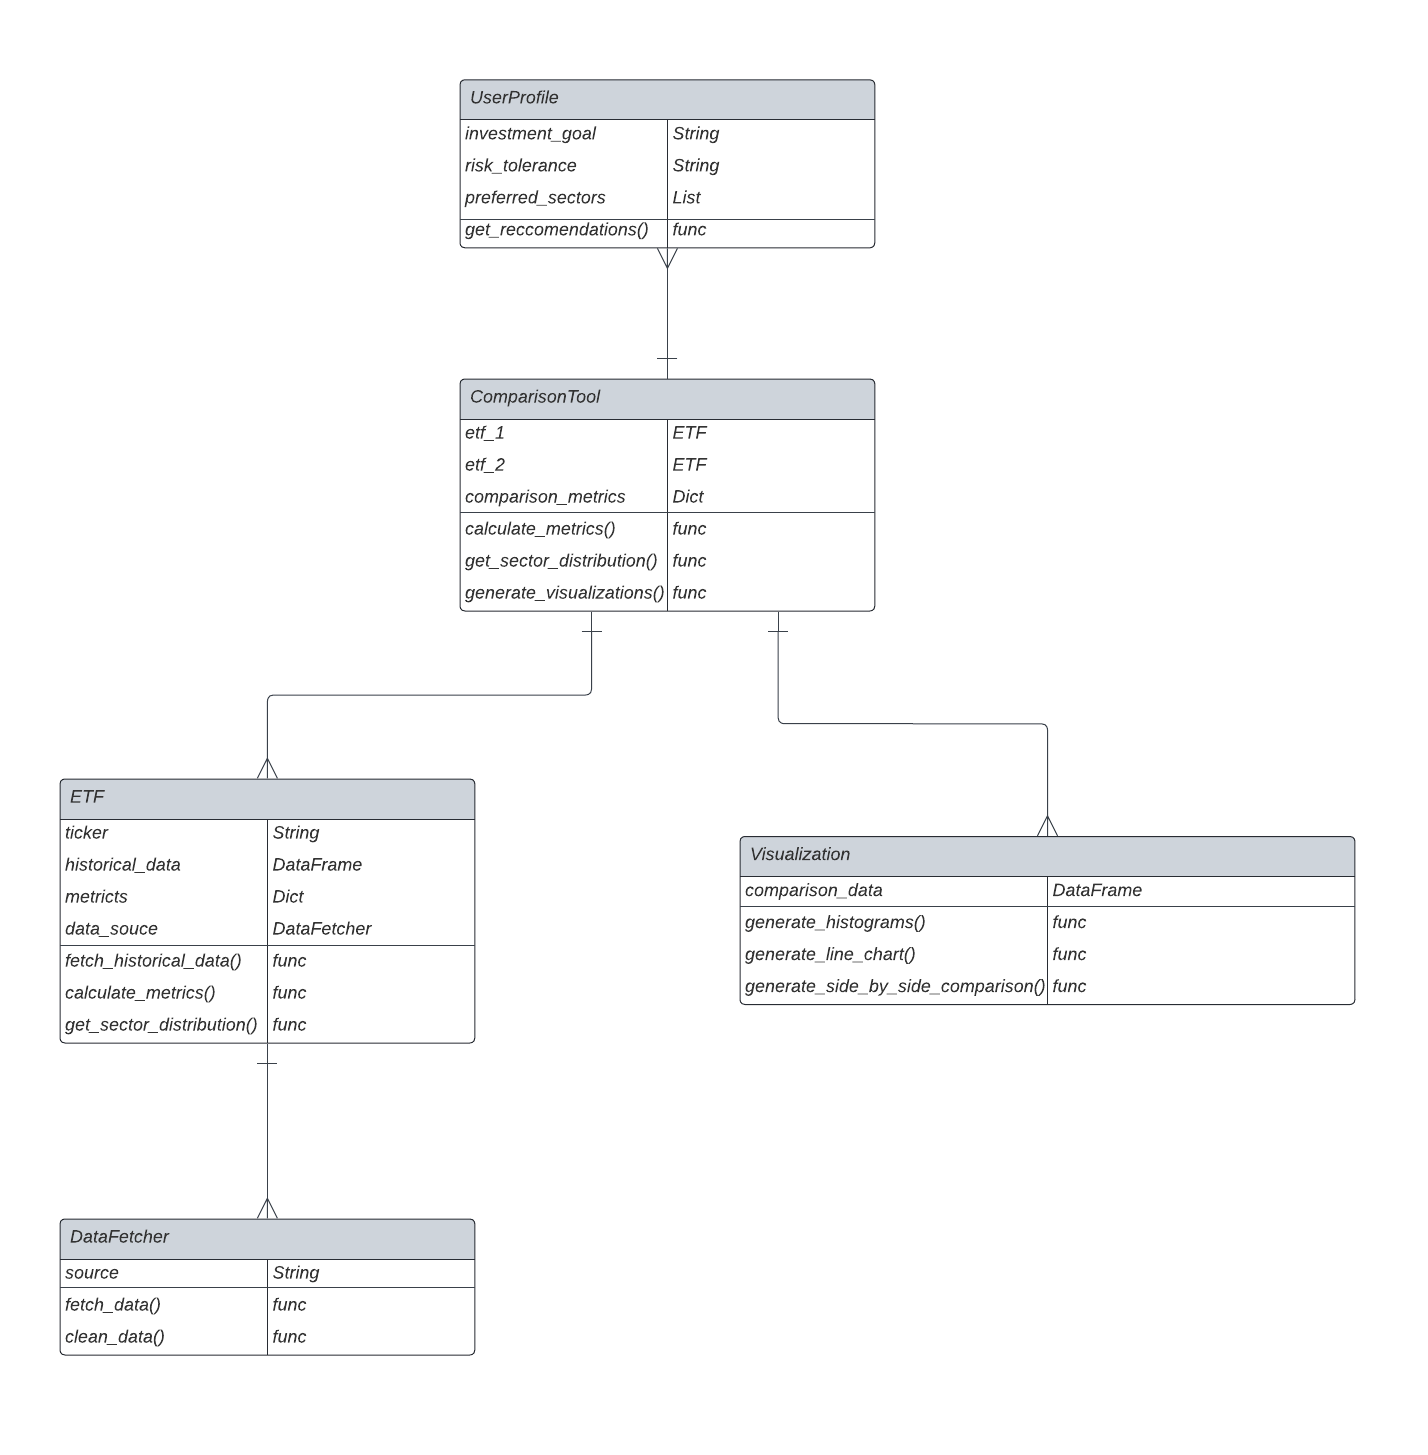 UserProfile
investment_goal String
risk_tolerance String
preferred_sectors List
get_reccomendations() func
ComparisonTool
etf_1 ETF
etf_2 ETF
comparison_metrics Dict
calculate_metrics() func
get_sector_distribution() func
generate_visualizations() func
ETF
ticker String
historical_data DataFrame
metricts Dict
data_souce DataFetcher
fetch_historical_data() func
calculate_metrics() func
get_sector_distribution() func
Visualization
comparison_data DataFrame
generate_histograms() func
generate_line_chart() func
generate_side_by_side_comparison() func
DataFetcher
source String
fetch_data() func
clean_data() func